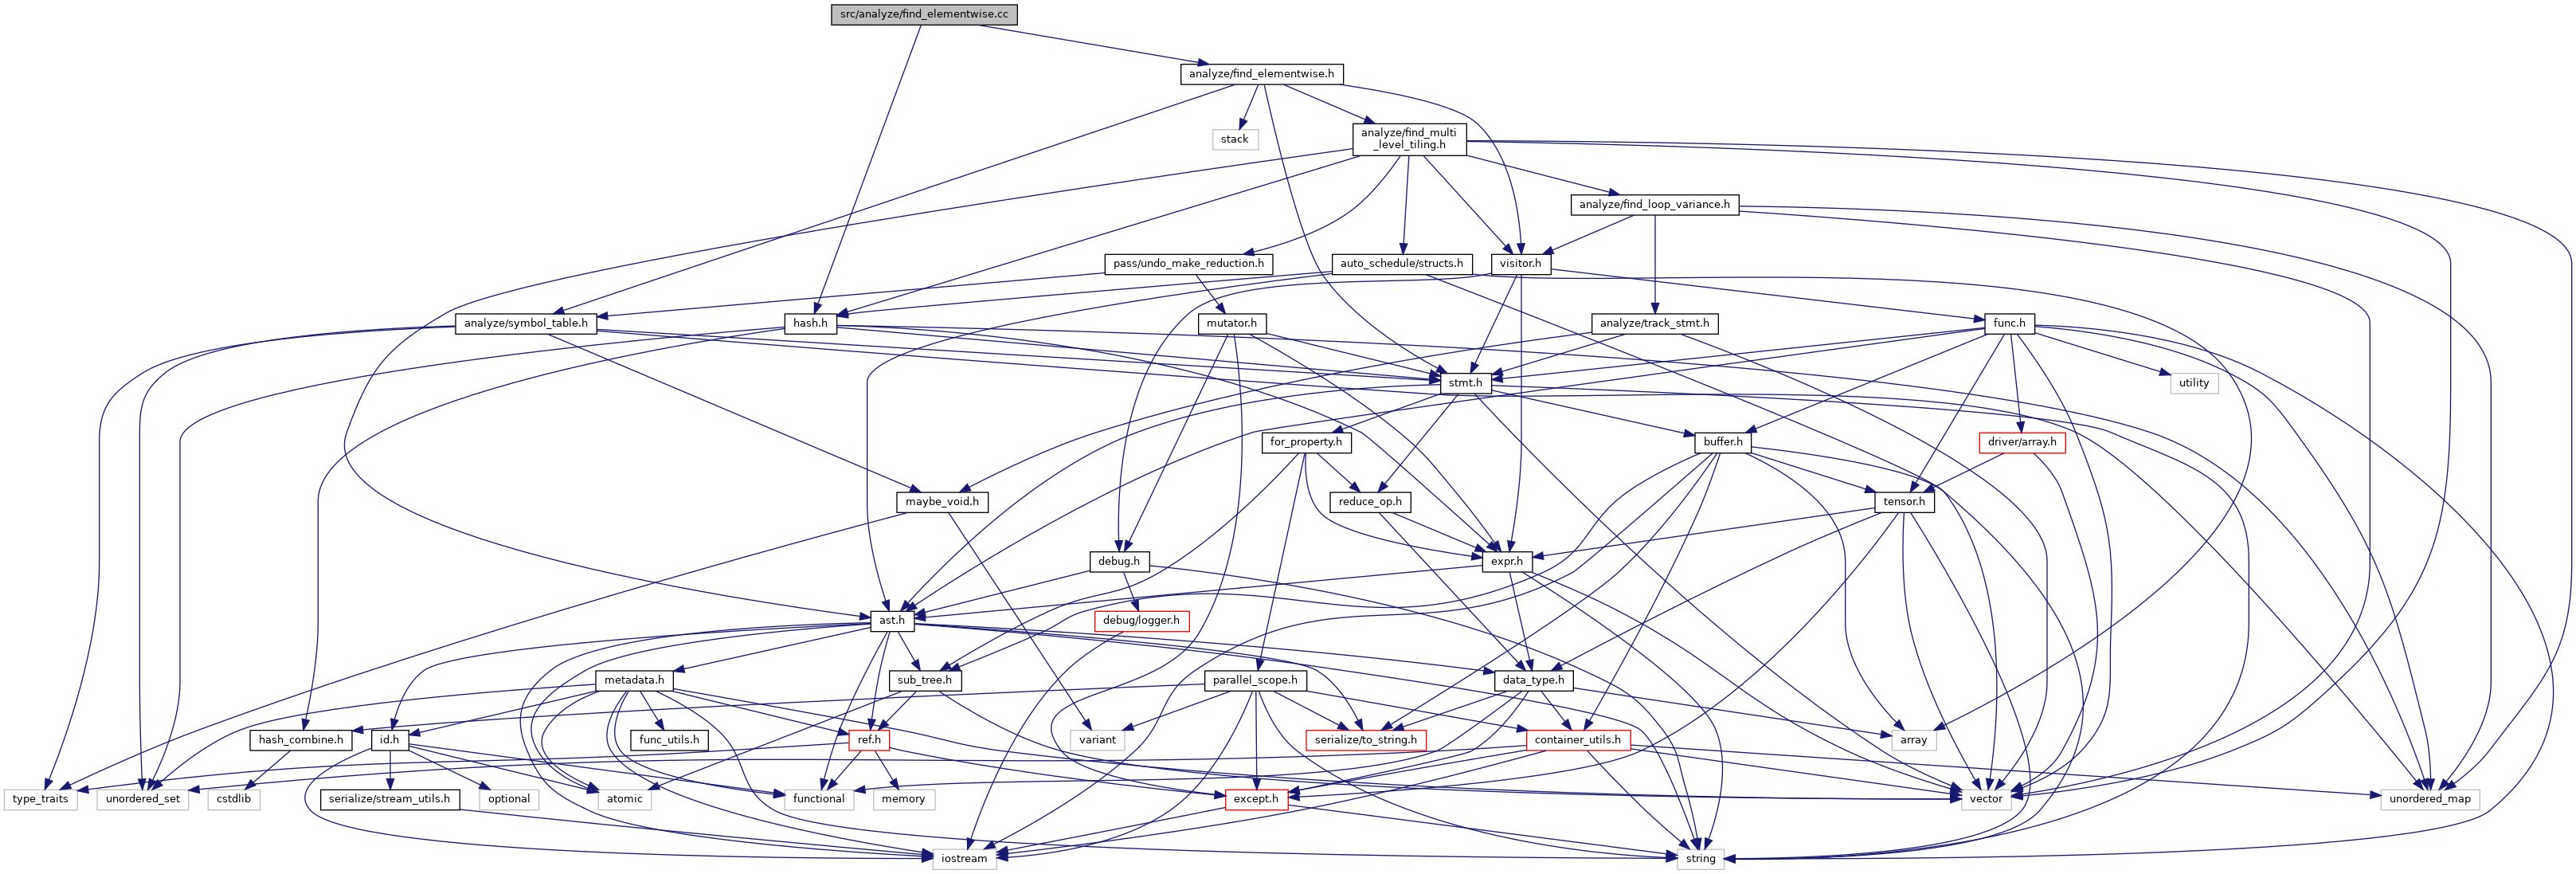 src/analyze/find_elementwise.cc
analyze/find_elementwise.h
stack
analyze/find_multi
_level_tiling.h
analyze/find_loop_variance.h
pass/undo_make_reduction.h
auto_schedule/structs.h
visitor.h
analyze/symbol_table.h
hash.h
mutator.h
analyze/track_stmt.h
func.h
stmt.h
utility
for_property.h
buffer.h
driver/array.h
maybe_void.h
reduce_op.h
tensor.h
debug.h
expr.h
ast.h
debug/logger.h
metadata.h
sub_tree.h
parallel_scope.h
data_type.h
hash_combine.h
id.h
func_utils.h
ref.h
variant
serialize/to_string.h
container_utils.h
array
type_traits
unordered_set
cstdlib
serialize/stream_utils.h
optional
atomic
functional
memory
except.h
vector
unordered_map
iostream
string